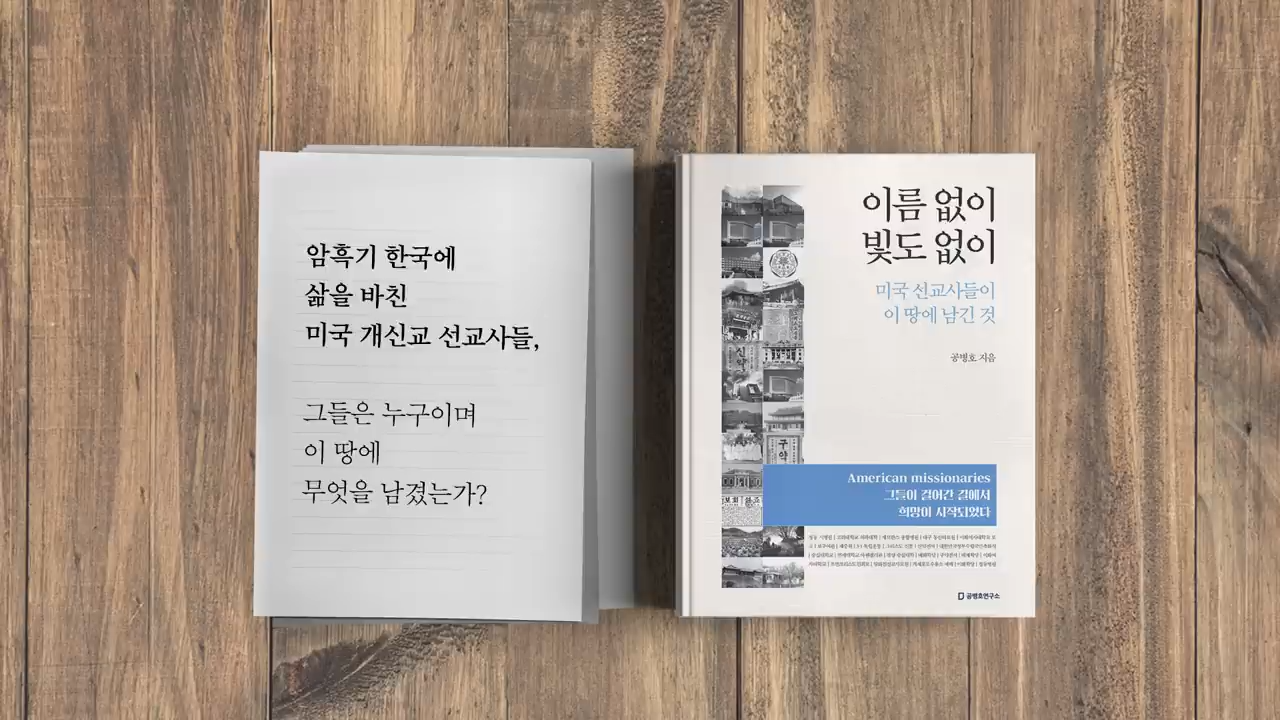 암흑기 한국에
삶을 바친
미국 개신교 선교사들,
그들은 누구이며
이 땅에
무엇을 남겼는가?
이름 없이
빛도 없이
미국 선교사들이
이 땅에 남긴 것
공병호 지음
신약
구약
American missionaries
그들이 걸어간 길에서
희망이 시작되었다
공병호연구소